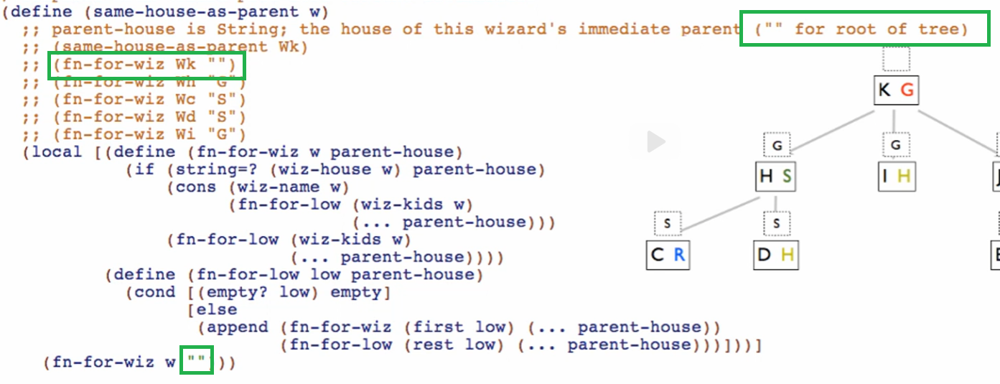 (define (same-house-as-parent w)
;; parent-house is String; the house of this wizard's immediate parent ("" for root of tree)
;; (same-house-as-parent Wk)
;; (fn-for-wiz Wk "")
;; (fn-for-wiz Wh "G")
;; (fn-for-wiz Wc "S")
;; (fn-for-wiz Wd "S")
;; (fn-for-wiz Wi "G")
(local [(define (fn-for-wiz w parent-house)
(if (string=? (wiz-house w) parent-house)
(cons (wiz-name w)
(fn-for-low (wiz-kids w)
(... parent-house)))
(fn-for-low (wiz-kids w)
(... parent-house))))
(define (fn-for-low low parent-house)
(cond [(empty? low) empty]
[else
(append (fn-for-wiz (first low) (... parent-house))
(fn-for-low (rest low) (... parent-house)))]))]
(fn-for-wiz w "")))
K G
G
G
H S
I H
J
S
S
C R
D H
E